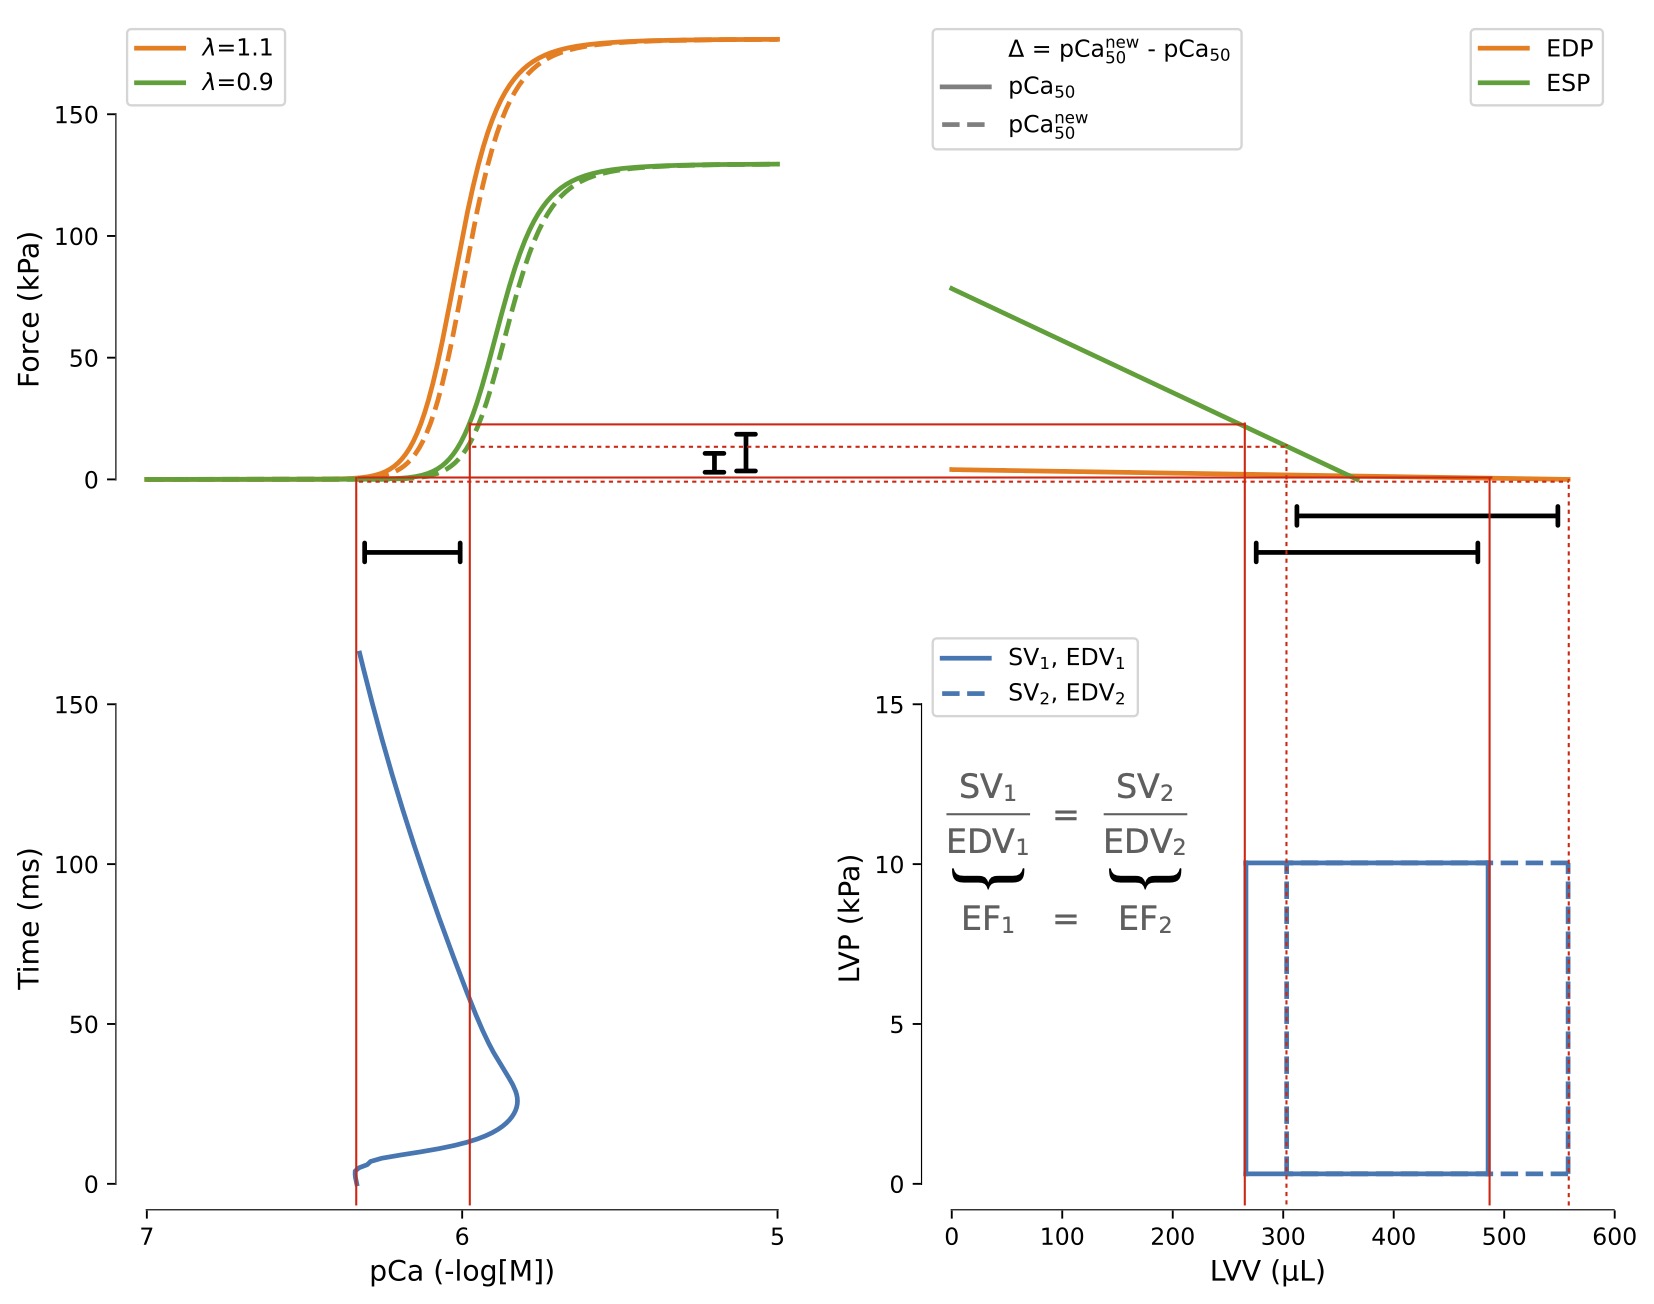 λ=1.1
λ=0.9
Δ = pCa₅₀ⁿᵉʷ - pCa₅₀
pCa₅₀
pCa₅₀ⁿᵉʷ
EDP
ESP
150
100
50
0
Force (kPa)
150
100
50
0
Time (ms)
7
6
5
pCa (-log[M])
SV₁, EDV₁
SV₂, EDV₂
15
10
5
0
LVP (kPa)
SV₁ SV₂
=
EDV₁ EDV₂
EF₁ = EF₂
0
100
200
300
400
500
600
LVV (µL)